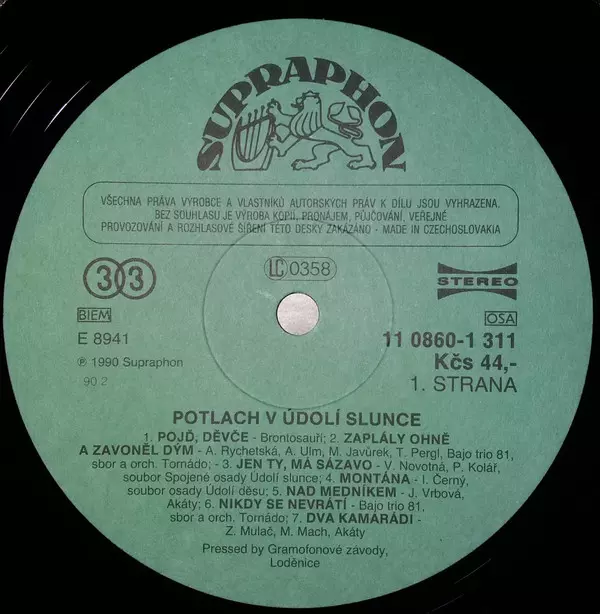 SUPRAPHON
VŠECHNA PRÁVA VÝROBCE A VLASTNÍKŮ AUTORSKÝCH PRÁV K DÍLU JSOU VYHRAZENA.
BEZ SOUHLASU JE VÝROBA KOPIÍ, PRONÁJEM, PŮJČOVÁNÍ, VEŘEJNÉ
PROVOZOVÁNÍ A ROZHLASOVÉ ŠÍŘENÍ TÉTO DESKY ZAKÁZÁNO - MADE IN CZECHOSLOVAKIA
33 LC 0358 STEREO
BIEM OSA
E 8941 11 0860-1 311
℗ 1990 Supraphon Kčs 44,-
90 2 1. STRANA
POTLACH V ÚDOLÍ SLUNCE
1. POJĎ, DĚVČE - Brontosauři; 2. ZAPLÁLY OHNĚ
A ZAVONĚL DÝM - A. Rychetská, A. Ulm, M. Javůrek, T. Pergl, Bajo trio 81,
sbor a orch. Tornádo; - 3. JEN TY, MÁ SÁZAVO - V. Novotná, P. Kolář,
soubor Spojené osady Údolí slunce; 4. MONTÁNA - I. Černý,
soubor osady Údolí děsu; 5. NAD MEDNÍKEM - J. Vrbová,
Akáty; 6. NIKDY SE NEVRÁTÍ - Bajo trio 81,
sbor a orch. Tornádo; 7. DVA KAMARÁDI -
Z. Mulač, M. Mach, Akáty
Pressed by Gramofonové závody,
Loděnice